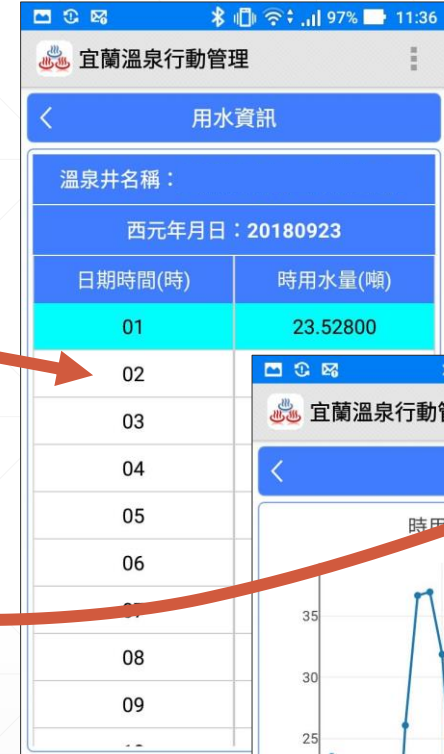 97% 11:36
宜蘭溫泉行動管理
用水資訊
溫泉井名稱：
西元年月日：20180923
日期時間(時) 時用水量(噸)
01 23.52800
02
03
04
05
06
08
09
宜蘭溫泉行動
時用
35
30
25